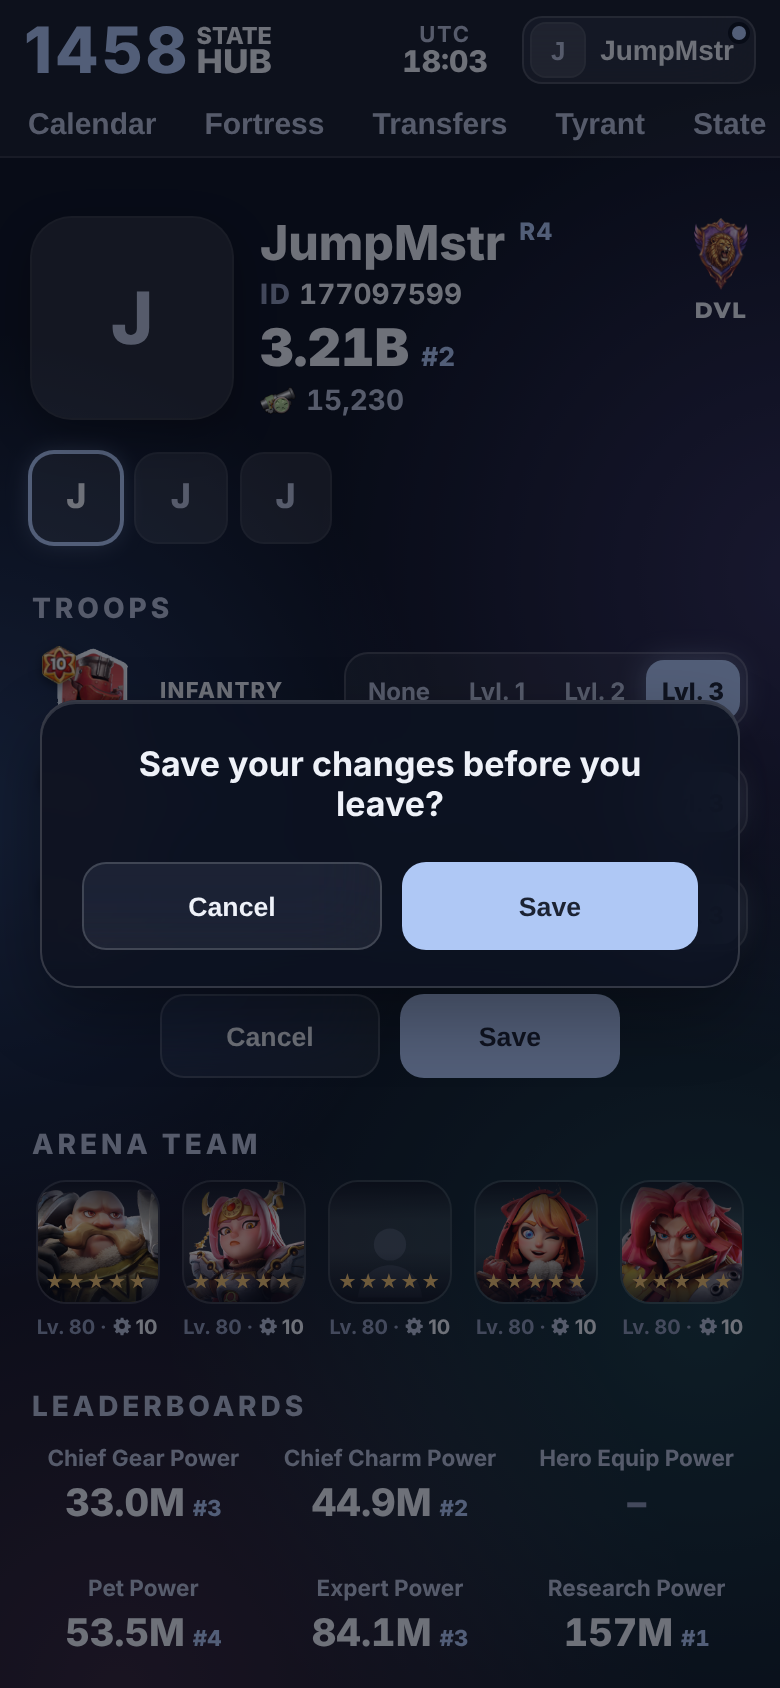 1458 STATE HUB
UTC
18:03
J JumpMstr
Calendar Fortress Transfers Tyrant State
J
JumpMstr R4
ID 177097599
3.21B #2
15,230
DVL
J J J
TROOPS
10
INFANTRY None Lvl. 1 Lvl. 2 Lvl. 3
Save your changes before you
leave?
Cancel Save
Cancel Save
ARENA TEAM
Lv. 80 · 10 Lv. 80 · 10 Lv. 80 · 10 Lv. 80 · 10 Lv. 80 · 10
LEADERBOARDS
Chief Gear Power Chief Charm Power Hero Equip Power
33.0M #3 44.9M #2 –
Pet Power Expert Power Research Power
53.5M #4 84.1M #3 157M #1